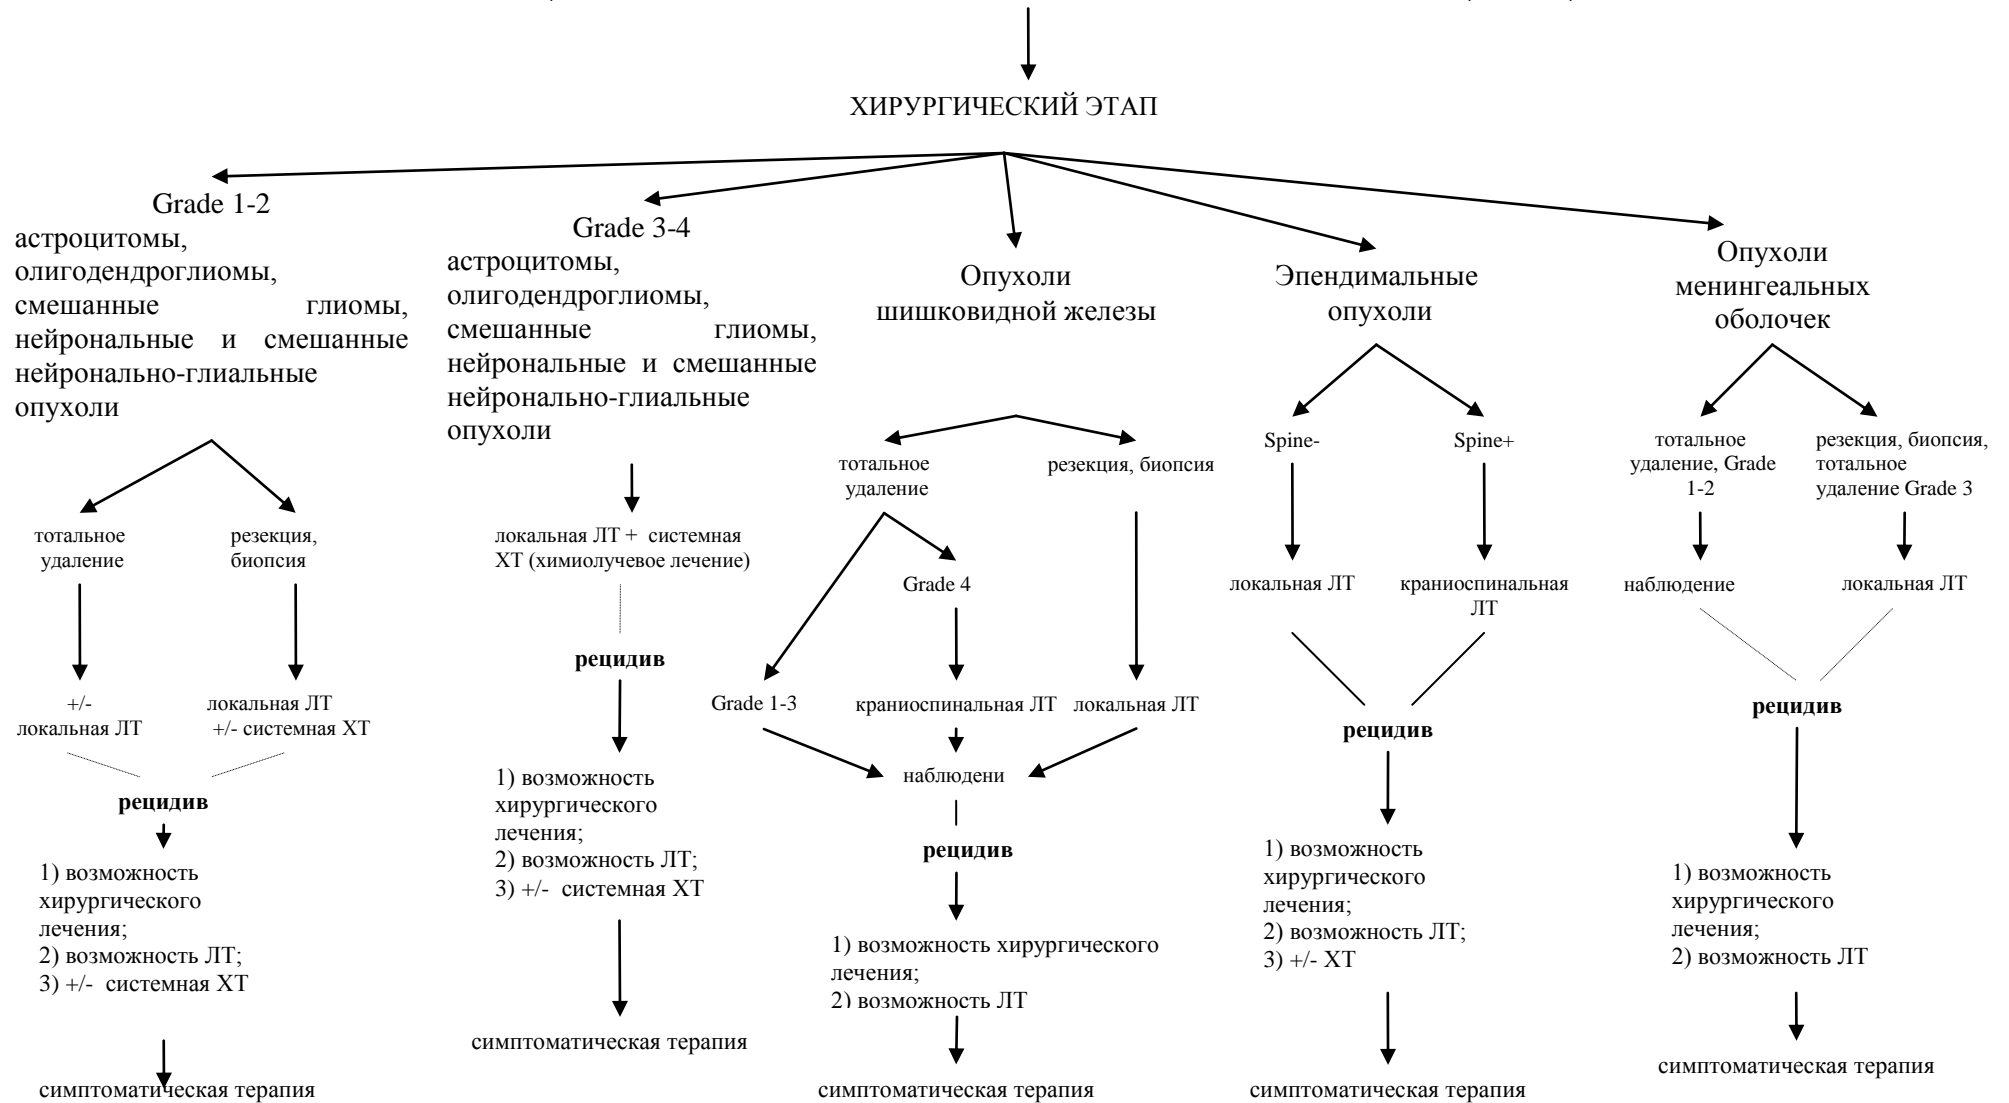 ХИРУРГИЧЕСКИЙ ЭТАП
Grade 1-2
астроцитомы,
олигодендроглиомы,
смешанные глиомы,
нейрональные и смешанные
нейронально-глиальные
опухоли
тотальное
удаление
резекция,
биопсия
+/-
локальная ЛТ
локальная ЛТ
+/- системная ХТ
рецидив
1) возможность
хирургического
лечения;
2) возможность ЛТ;
3) +/- системная ХТ
симптоматическая терапия
Grade 3-4
астроцитомы,
олигодендроглиомы,
смешанные глиомы,
нейрональные и смешанные
нейронально-глиальные
опухоли
локальная ЛТ + системная
ХТ (химиолучевое лечение)
рецидив
1) возможность
хирургического
лечения;
2) возможность ЛТ;
3) +/- системная ХТ
симптоматическая терапия
Опухоли
шишковидной железы
тотальное
удаление
резекция, биопсия
Grade 4
Grade 1-3
краниоспинальная ЛТ
локальная ЛТ
наблюдени
рецидив
1) возможность хирургического
лечения;
2) возможность ЛТ
симптоматическая терапия
Эпендимальные
опухоли
Spine-
Spine+
локальная ЛТ
краниоспинальная
ЛТ
рецидив
1) возможность
хирургического
лечения;
2) возможность ЛТ;
3) +/- ХТ
симптоматическая терапия
Опухоли
менингеальных
оболочек
тотальное
удаление, Grade
1-2
резекция, биопсия,
тотальное
удаление Grade 3
наблюдение
локальная ЛТ
рецидив
1) возможность
хирургического
лечения;
2) возможность ЛТ
симптоматическая терапия